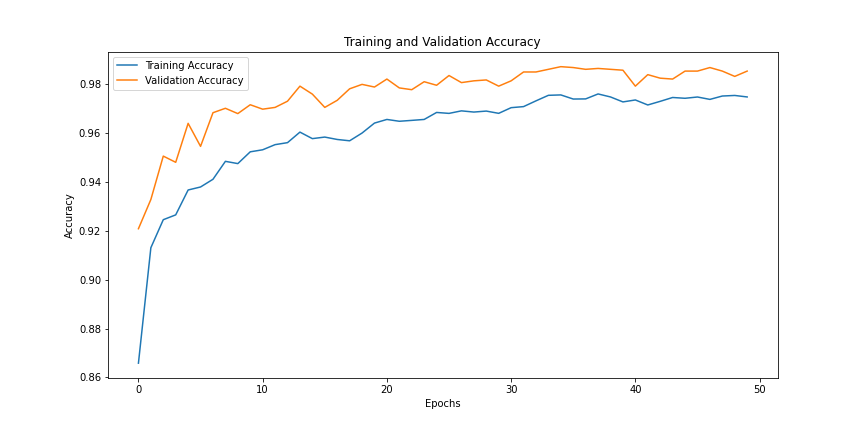 Training and Validation Accuracy
Training Accuracy
Validation Accuracy
0.98
0.96
0.94
0.92
0.90
0.88
0.86
Accuracy
0 10 20 30 40 50
Epochs